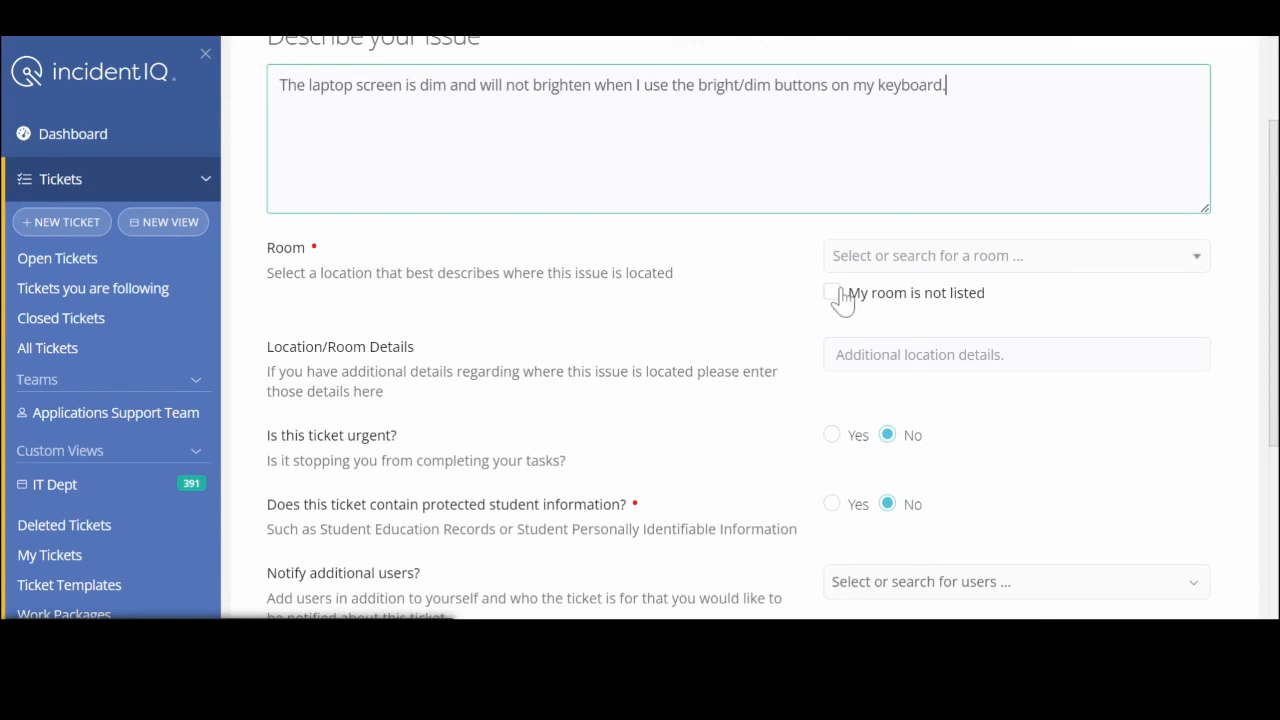 Describe your issue
incidentIQ.
The laptop screen is dim and will not brighten when I use the bright/dim buttons on my keyboard.
Dashboard
Tickets
+ NEW TICKET
NEW VIEW
Open Tickets
Tickets you are following
Closed Tickets
All Tickets
Teams
Applications Support Team
Custom Views
IT Dept 391
Deleted Tickets
My Tickets
Ticket Templates
Work Packages
Room •
Select a location that best describes where this issue is located
Select or search for a room ...
My room is not listed
Location/Room Details
If you have additional details regarding where this issue is located please enter
those details here
Additional location details.
Is this ticket urgent?
Is it stopping you from completing your tasks?
Yes No
Does this ticket contain protected student information? •
Such as Student Education Records or Student Personally Identifiable Information
Yes No
Notify additional users?
Add users in addition to yourself and who the ticket is for that you would like to
be notified about this ticket
Select or search for users ...